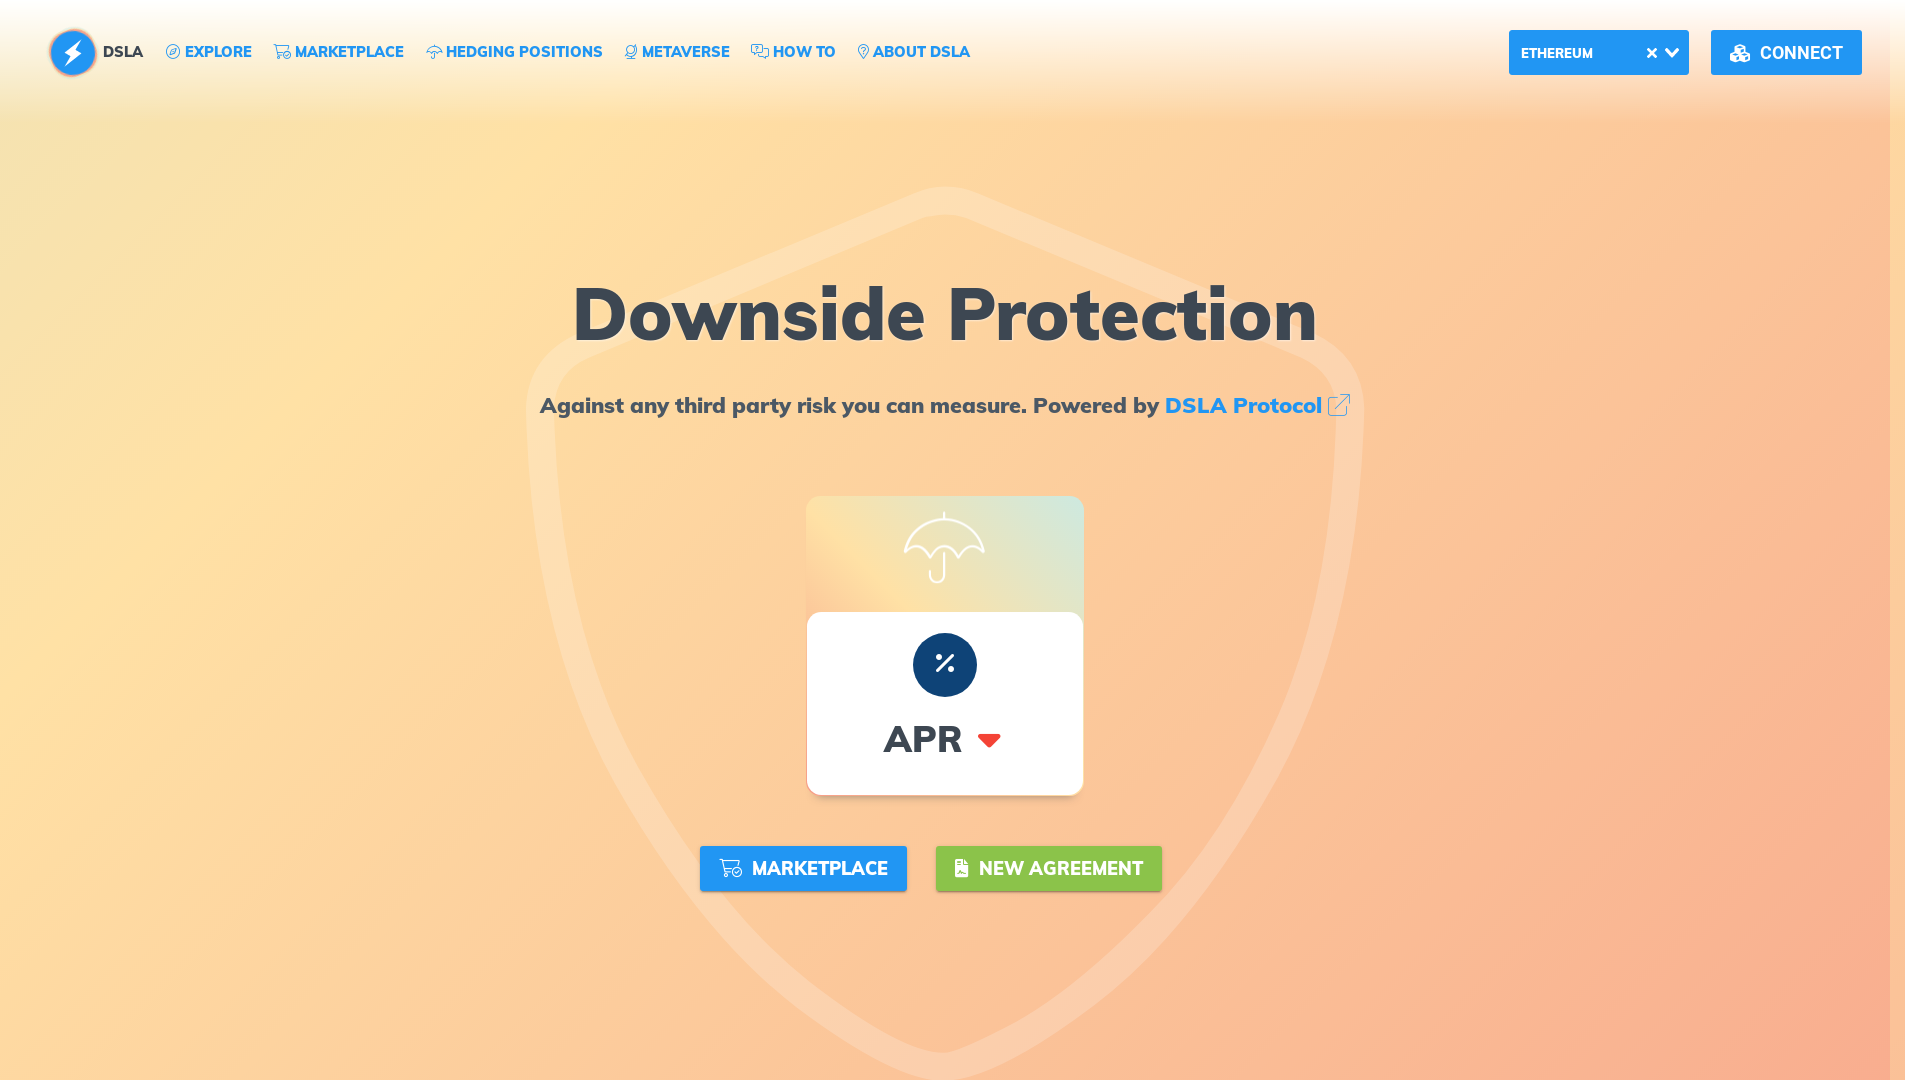 DSLA EXPLORE MARKETPLACE HEDGING POSITIONS METAVERSE HOW TO ABOUT DSLA ETHEREUM CONNECT
Downside Protection
Against any third party risk you can measure. Powered by DSLA Protocol
APR
MARKETPLACE NEW AGREEMENT